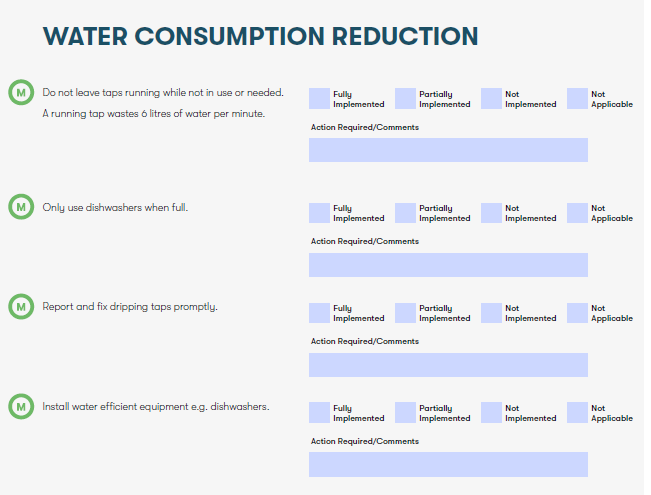 WATER CONSUMPTION REDUCTION
M
Do not leave taps running while not in use or needed.
A running tap wastes 6 litres of water per minute.
Fully
Implemented
Partially
Implemented
Not
Implemented
Not
Applicable
Action Required/Comments
M
Only use dishwashers when full.
Fully
Implemented
Partially
Implemented
Not
Implemented
Not
Applicable
Action Required/Comments
M
Report and fix dripping taps promptly.
Fully
Implemented
Partially
Implemented
Not
Implemented
Not
Applicable
Action Required/Comments
M
Install water efficient equipment e.g. dishwashers.
Fully
Implemented
Partially
Implemented
Not
Implemented
Not
Applicable
Action Required/Comments